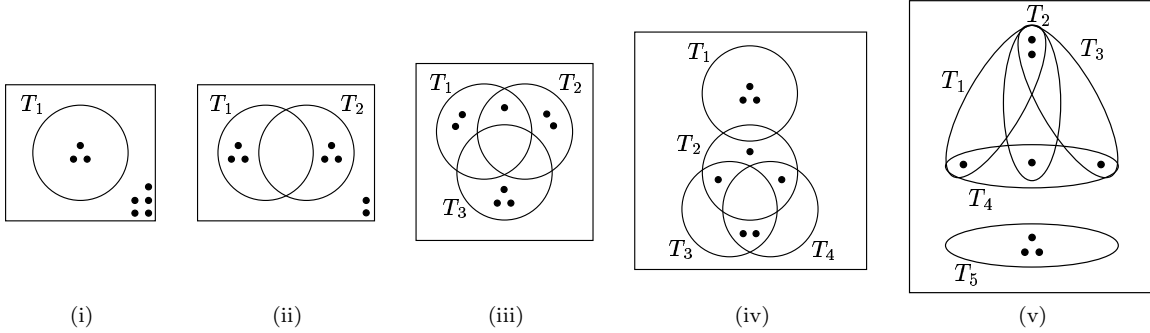 T₁
T₁ T₂
T₁ T₂
T₃
T₁
T₂
T₃ T₄
T₂
T₁ T₃
T₄
T₅
(i) (ii) (iii) (iv) (v)